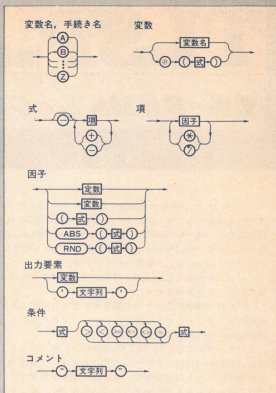 変数名，手続き名
A
B
⋮
Z
変数
変数名
@ ( 式 )
式
− 項
+
−
項
因子
*
/
因子
定数
変数
( 式 )
ABS ( 式 )
RND ( 式 )
出力要素
変数
' 文字列 '
条件
式 > < >= <= <> = 式
コメント
" 文字列 "